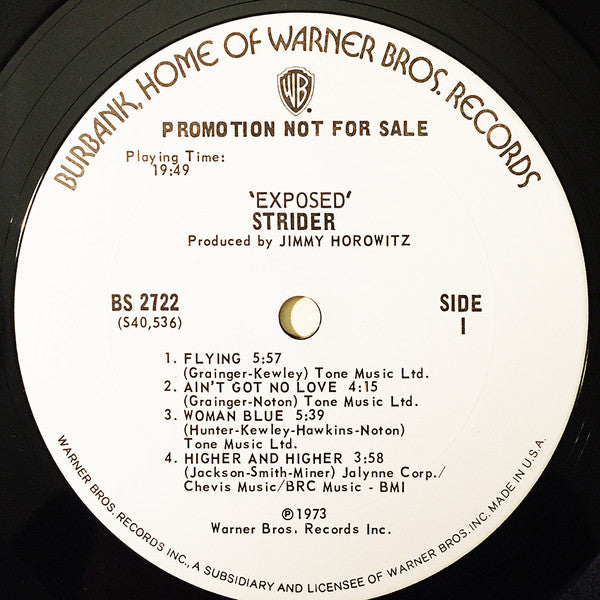 BURBANK, HOME OF WARNER BROS. RECORDS
WB
PROMOTION NOT FOR SALE
Playing Time:
19:49
'EXPOSED'
STRIDER
Produced by JIMMY HOROWITZ
BS 2722
(S40,536)
SIDE
1
1. FLYING 5:57
(Grainger-Kewley) Tone Music Ltd.
2. AIN'T GOT NO LOVE 4:15
(Grainger-Noton) Tone Music Ltd.
3. WOMAN BLUE 5:39
(Hunter-Kewley-Hawkins-Noton)
Tone Music Ltd.
4. HIGHER AND HIGHER 3:58
(Jackson-Smith-Miner) Jalynne Corp./
Chevis Music/BRC Music - BMI
℗1973
Warner Bros. Records Inc.
WARNER BROS. RECORDS INC., A SUBSIDIARY AND LICENSEE OF WARNER BROS. INC. MADE IN U.S.A.